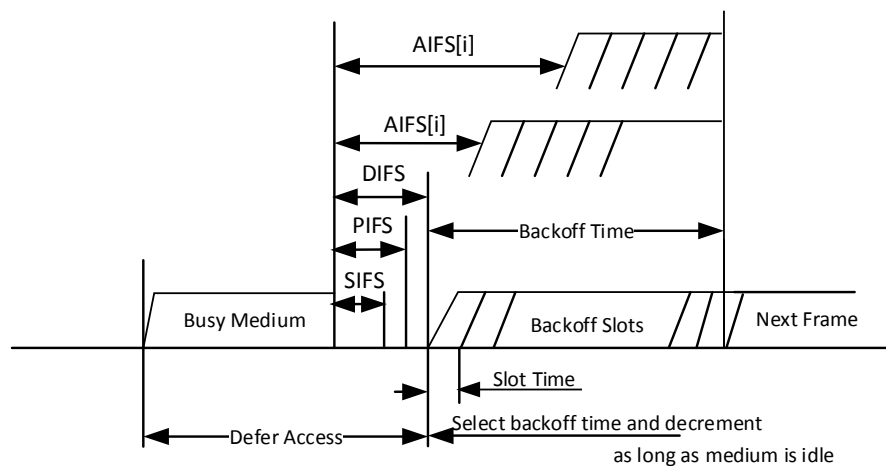 AIFS[i]
AIFS[i]
DIFS
PIFS
Backoff Time
SIFS
Busy Medium
Backoff Slots
Next Frame
Slot Time
Defer Access
Select backoff time and decrement
as long as medium is idle